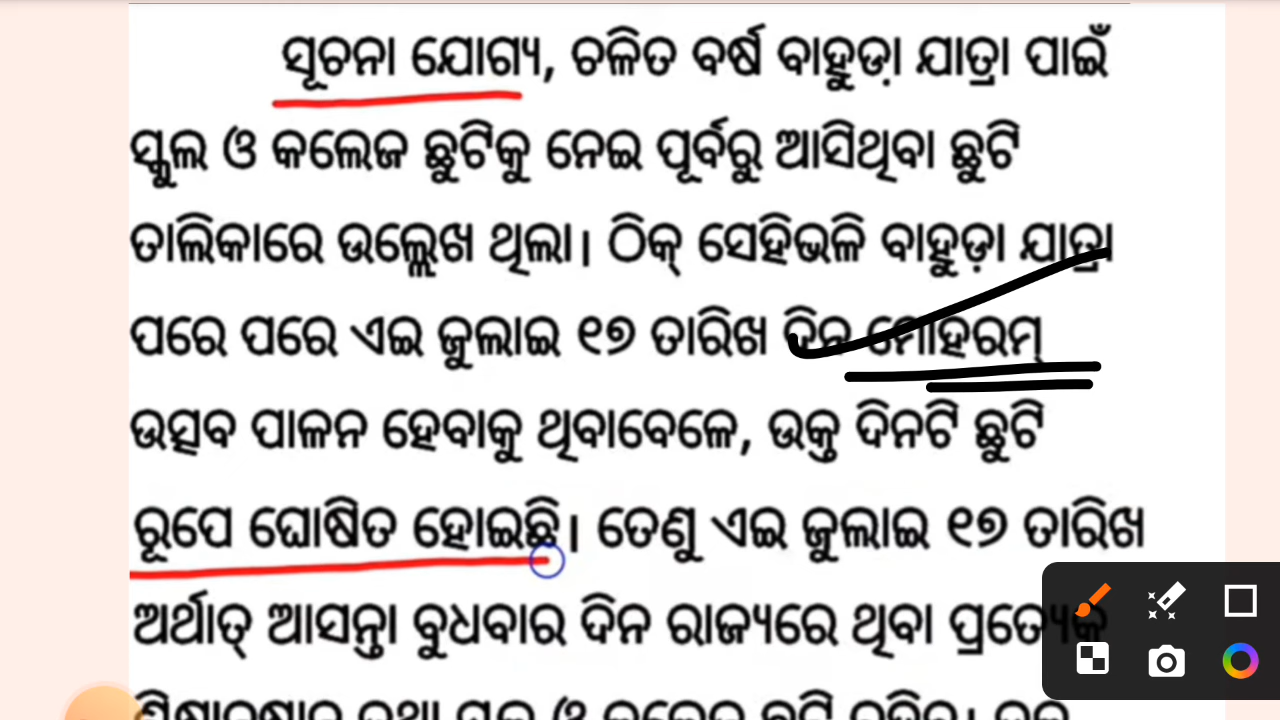 ସୂଚନା ଯୋଗ୍ୟ, ଚଳିତ ବର୍ଷ ବାହୁଡ଼ା ଯାତ୍ରା ପାଇଁ
ସ୍କୁଲ ଓ କଲେଜ ଛୁଟିକୁ ନେଇ ପୂର୍ବରୁ ଆସିଥିବା ଛୁଟି
ତାଲିକାରେ ଉଲ୍ଲେଖ ଥିଲା। ଠିକ୍ ସେହିଭଳି ବାହୁଡ଼ା ଯାତ୍ରା
ପରେ ପରେ ଏଇ ଜୁଲାଇ ୧୭ ତାରିଖ ଦିନ ମୋହରମ୍
ଉତ୍ସବ ପାଳନ ହେବାକୁ ଥିବାବେଳେ, ଉକ୍ତ ଦିନଟି ଛୁଟି
ରୂପେ ଘୋଷିତ ହୋଇଛି। ତେଣୁ ଏଇ ଜୁଲାଇ ୧୭ ତାରିଖ
ଅର୍ଥାତ୍ ଆସନ୍ତା ବୁଧବାର ଦିନ ରାଜ୍ୟରେ ଥିବା ପ୍ରତ୍ୟେକ